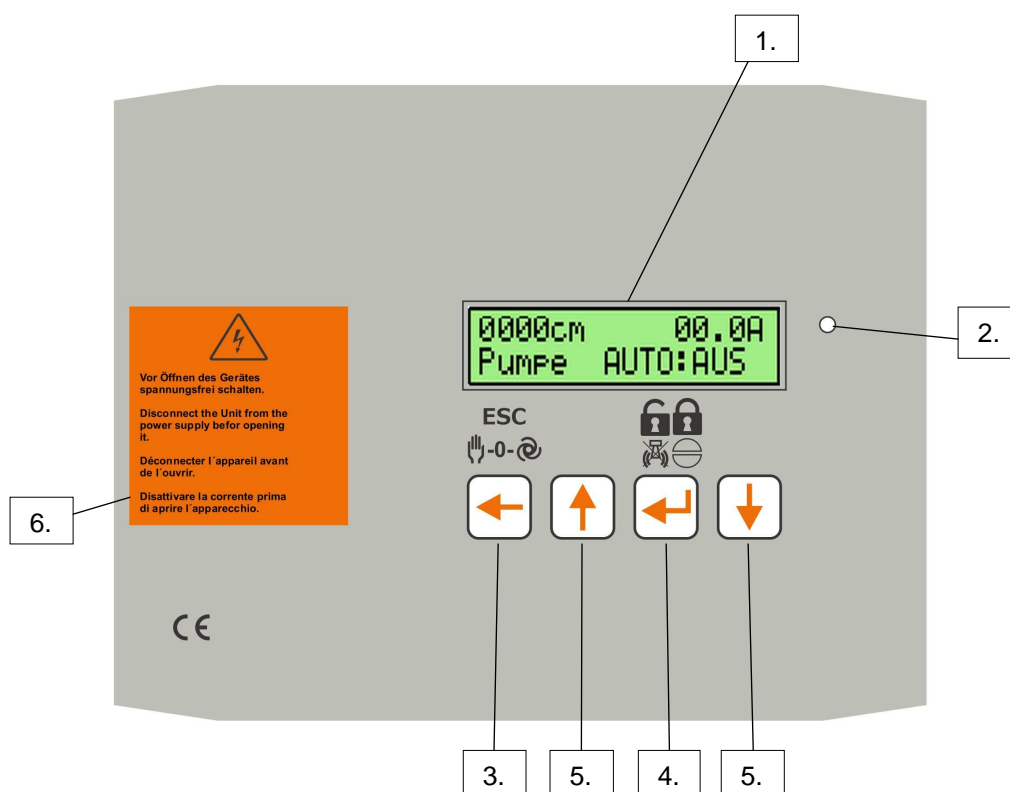 1.
0000cm 00.0A
Pumpe AUTO:AUS
2.
ESC
-0-
Vor Öffnen des Gerätes
spannungsfrei schalten.
Disconnect the Unit from the
power supply befor opening
it.
Déconnecter l´appareil avant
de l´ouvrir.
Disattivare la corrente prima
di aprire l´apparecchio.
6.
CE
3.
5.
4.
5.